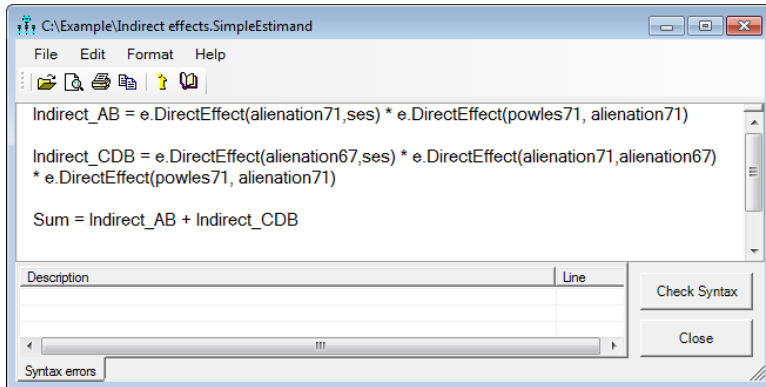 C:\Example\Indirect effects.SimpleEstimand
File Edit Format Help
Indirect_AB = e.DirectEffect(alienation71,ses) * e.DirectEffect(powles71, alienation71)
Indirect_CDB = e.DirectEffect(alienation67,ses) * e.DirectEffect(alienation71,alienation67)
* e.DirectEffect(powles71, alienation71)
Sum = Indirect_AB + Indirect_CDB
Description Line
Check Syntax
Close
Syntax errors